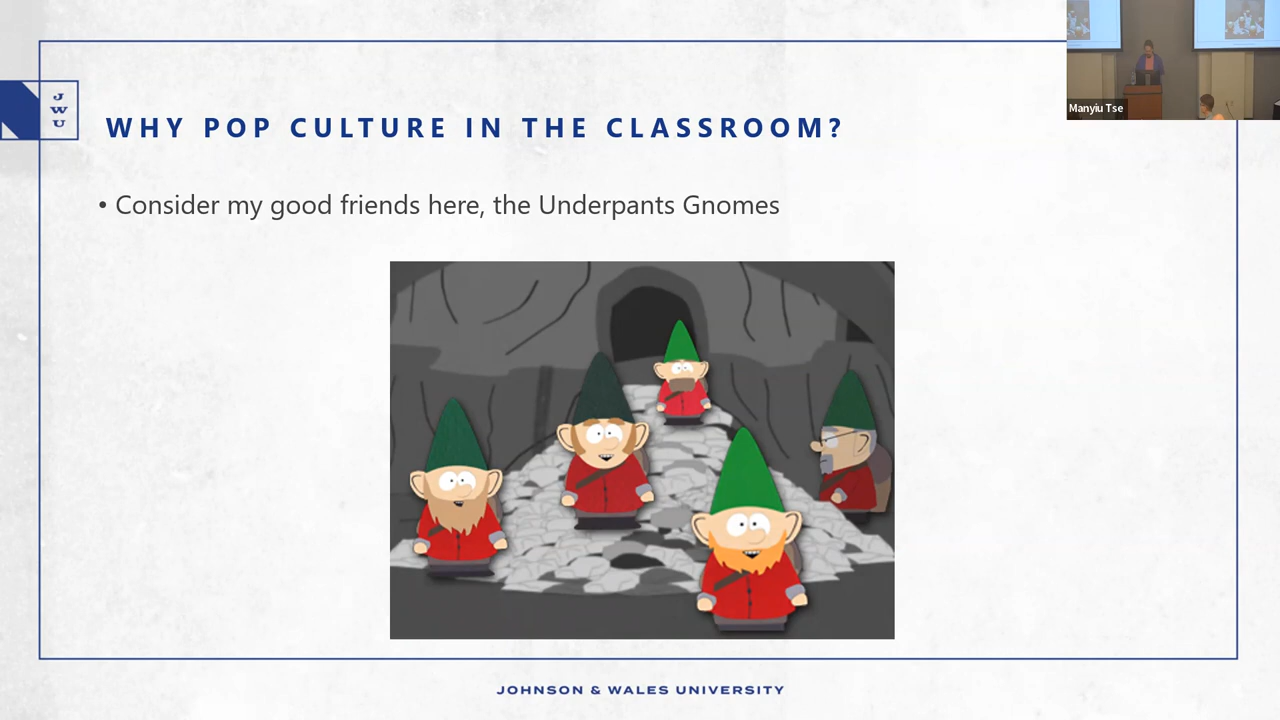 Manyiu Tse
J
W
U
WHY POP CULTURE IN THE CLASSROOM?
• Consider my good friends here, the Underpants Gnomes
JOHNSON & WALES UNIVERSITY